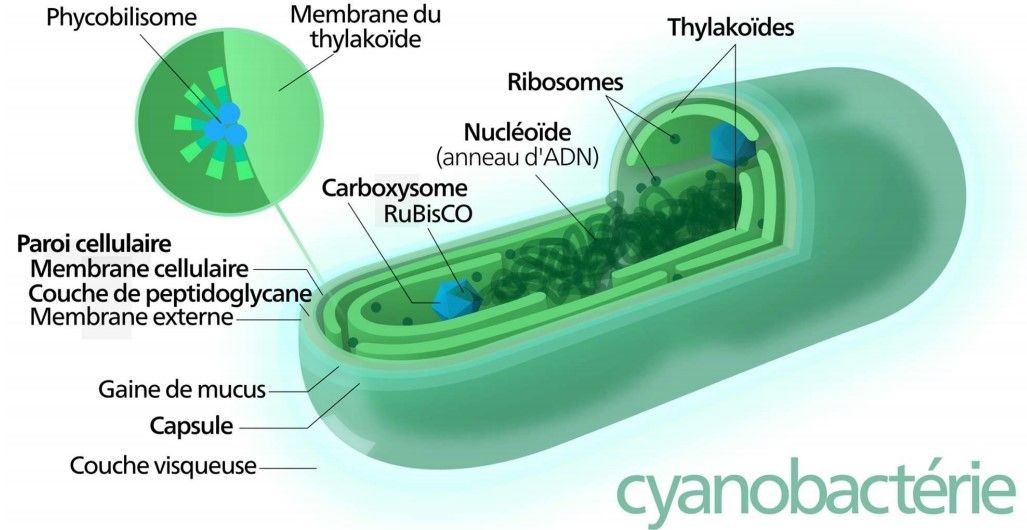 Phycobilisome
Membrane du
thylakoïde
Thylakoïdes
Ribosomes
Nucléoïde
(anneau d'ADN)
Carboxysome
RuBisCO
Paroi cellulaire
Membrane cellulaire
Couche de peptidoglycane
Membrane externe
Gaine de mucus
Capsule
Couche visqueuse
cyanobactérie